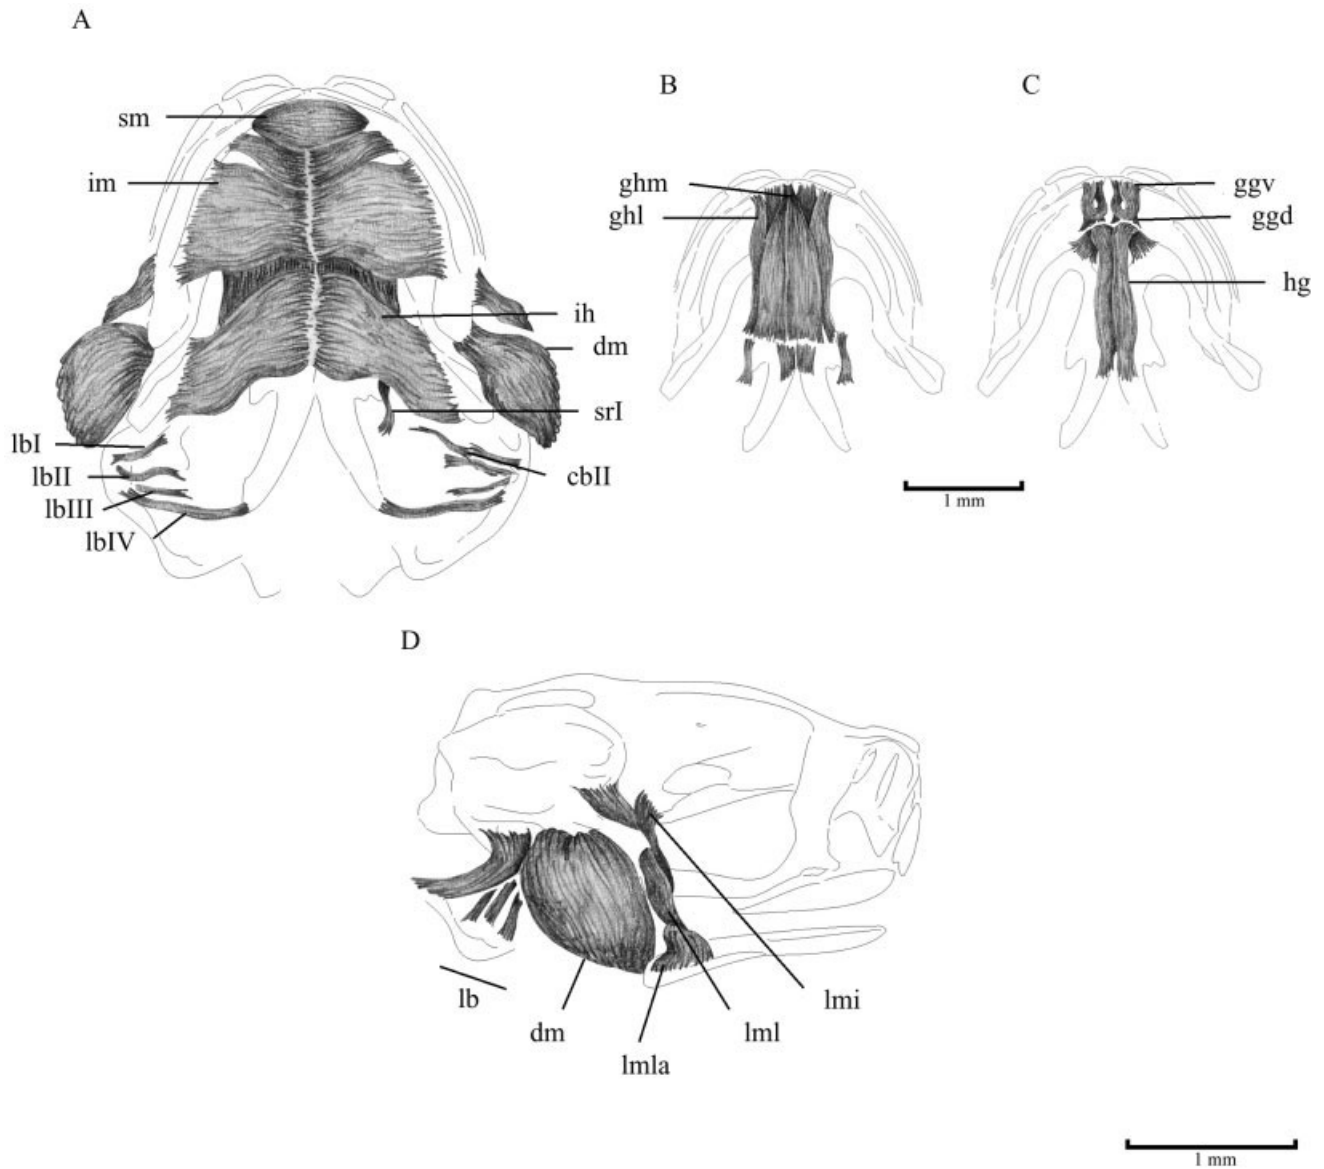 A
sm
im
ih
dm
srI
lbI
lbII
cbII
lbIII
lbIV
B
ghm
ghl
C
ggv
ggd
hg
1 mm
D
lb
dm
lmla
lml
lmi
1 mm